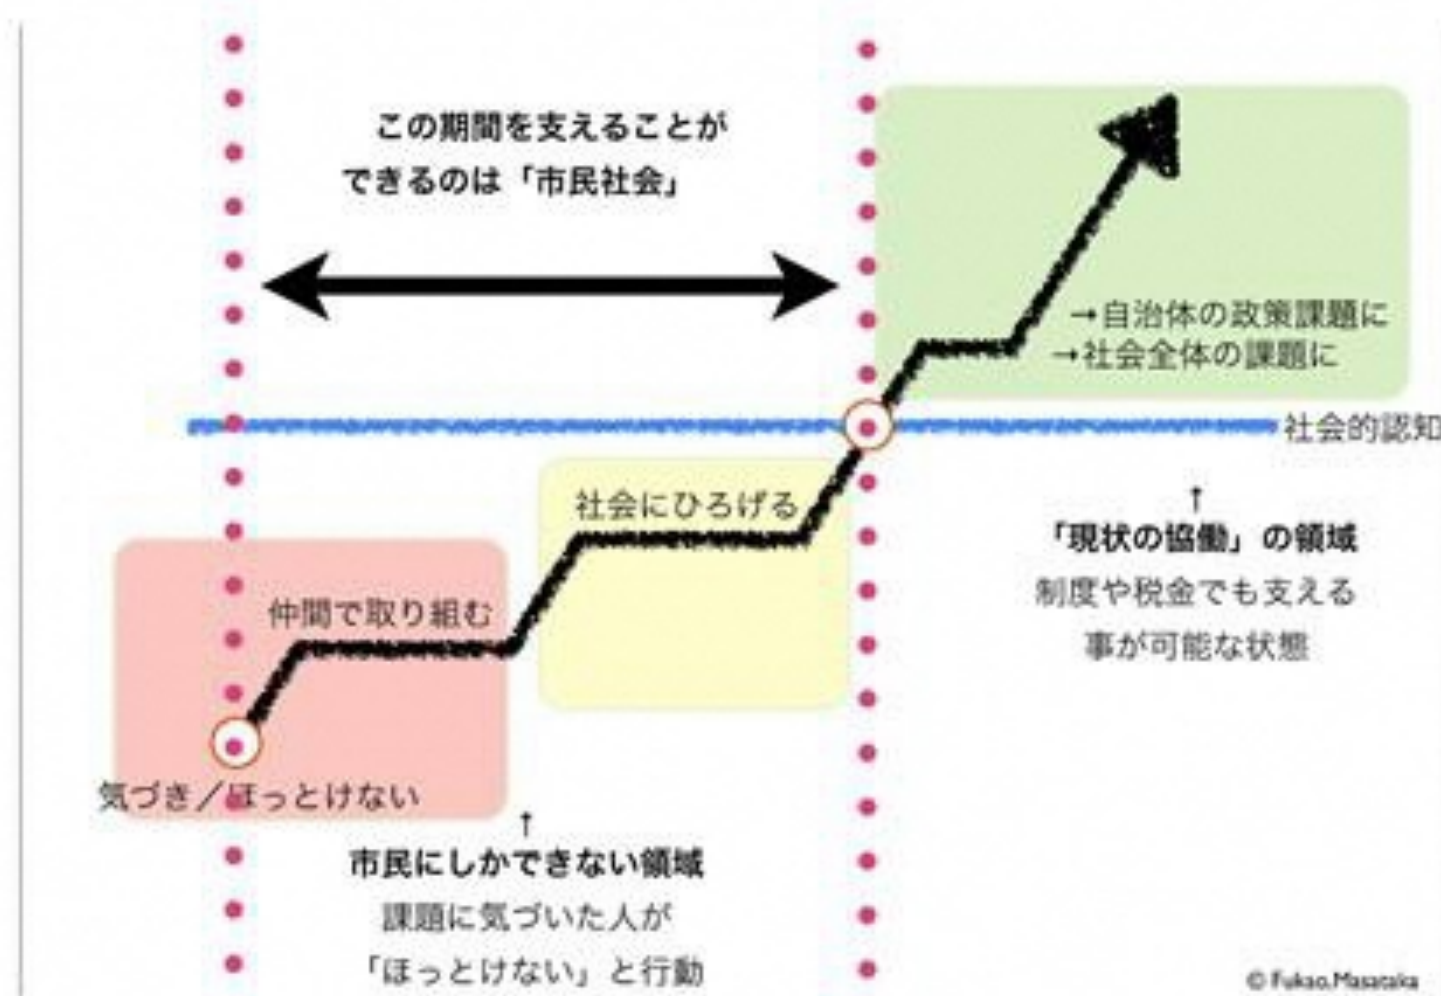 この期間を支えることが
できるのは「市民社会」
→自治体の政策課題に
→社会全体の課題に
社会的認知
社会にひろげる
↑
「現状の協働」の領域
制度や税金でも支える
事が可能な状態
仲間で取り組む
気づき／ほっとけない
↑
市民にしかできない領域
課題に気づいた人が
「ほっとけない」と行動
© Fukao.Masataka